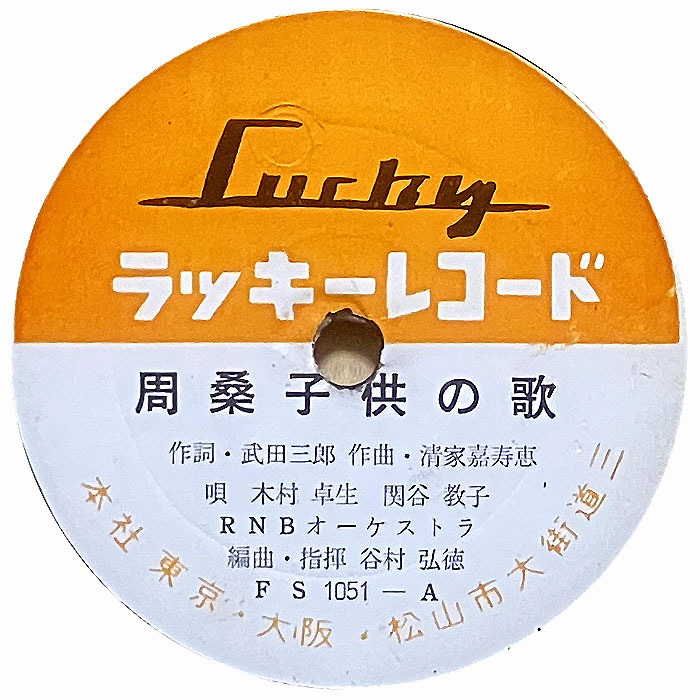 Lucky
ラッキーレコード
周桑子供の歌
作詞・武田三郎 作曲・清家嘉寿恵
唄 木村卓生 関谷教子
RNBオーケストラ
編曲・指揮 谷村弘徳
FS 1051 — A
本社 東京・大阪・松山市大街道三